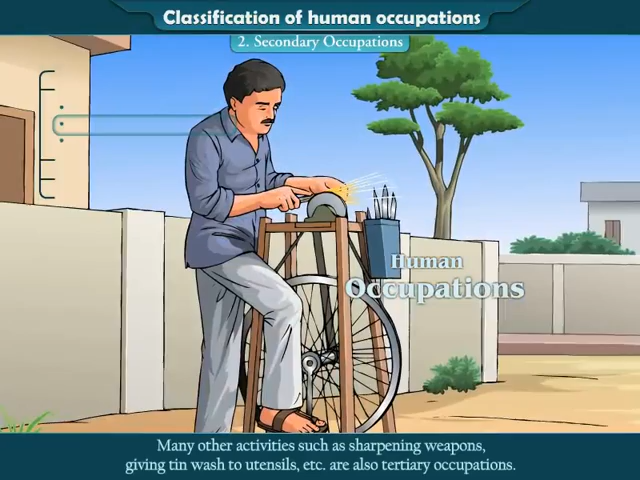 Classification of human occupations
2. Secondary Occupations
Human
Occupations
Many other activities such as sharpening weapons,
giving tin wash to utensils, etc. are also tertiary occupations.